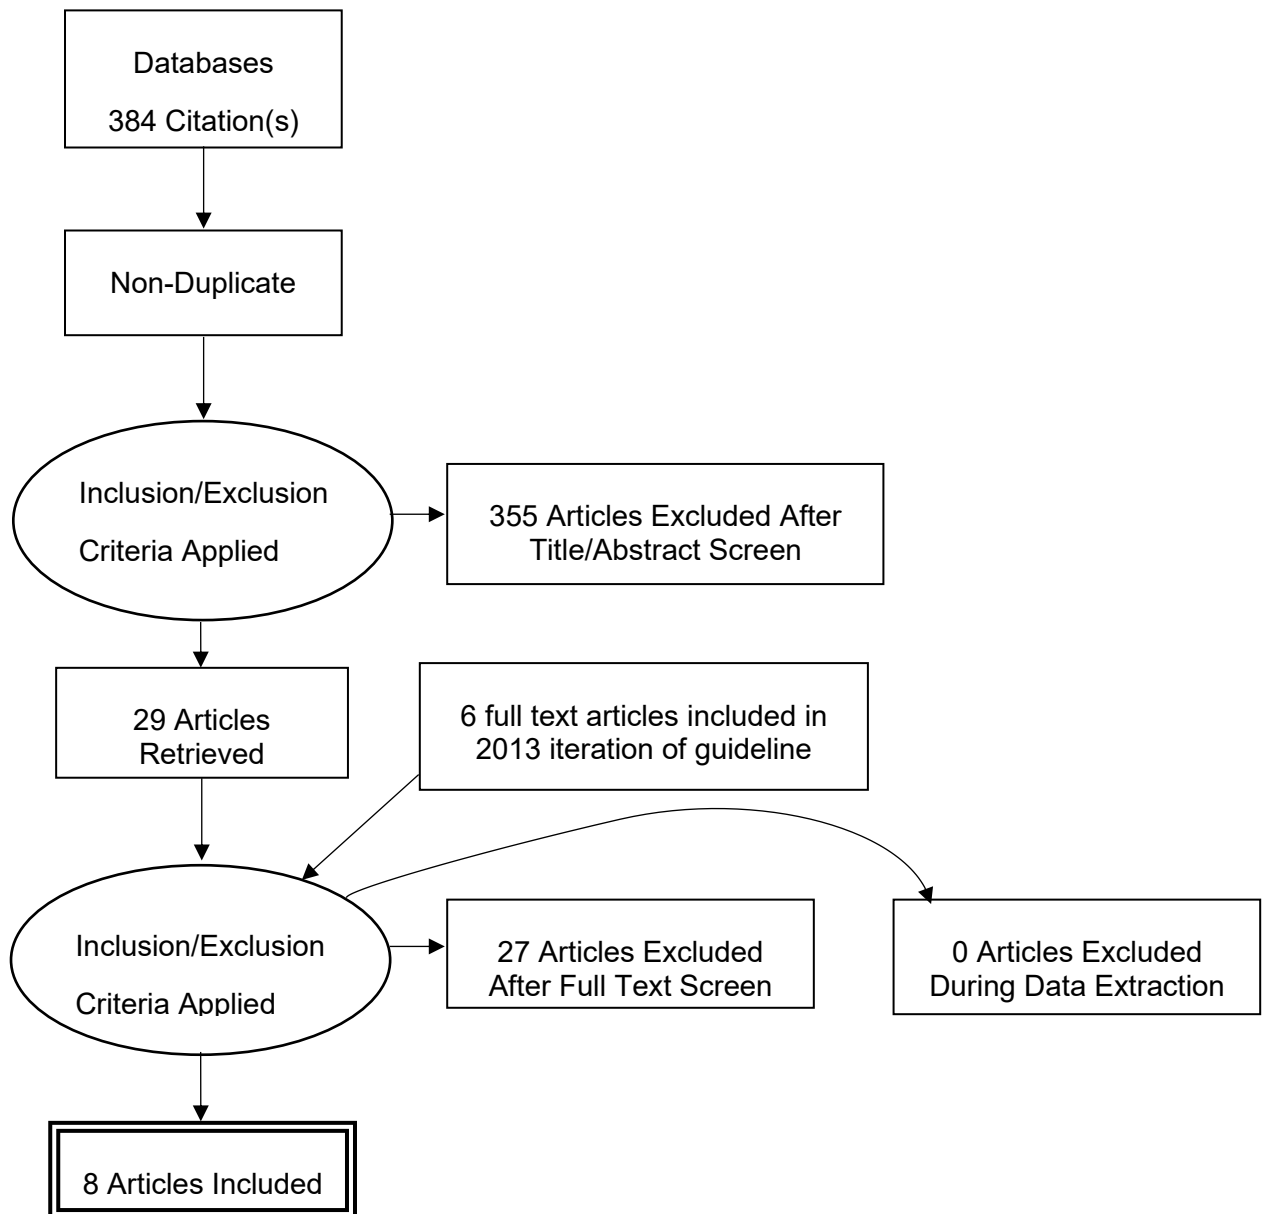 Databases
384 Citation(s)
Non-Duplicate
Inclusion/Exclusion
Criteria Applied
355 Articles Excluded After
Title/Abstract Screen
29 Articles
Retrieved
6 full text articles included in
2013 iteration of guideline
Inclusion/Exclusion
Criteria Applied
27 Articles Excluded
After Full Text Screen
0 Articles Excluded
During Data Extraction
8 Articles Included